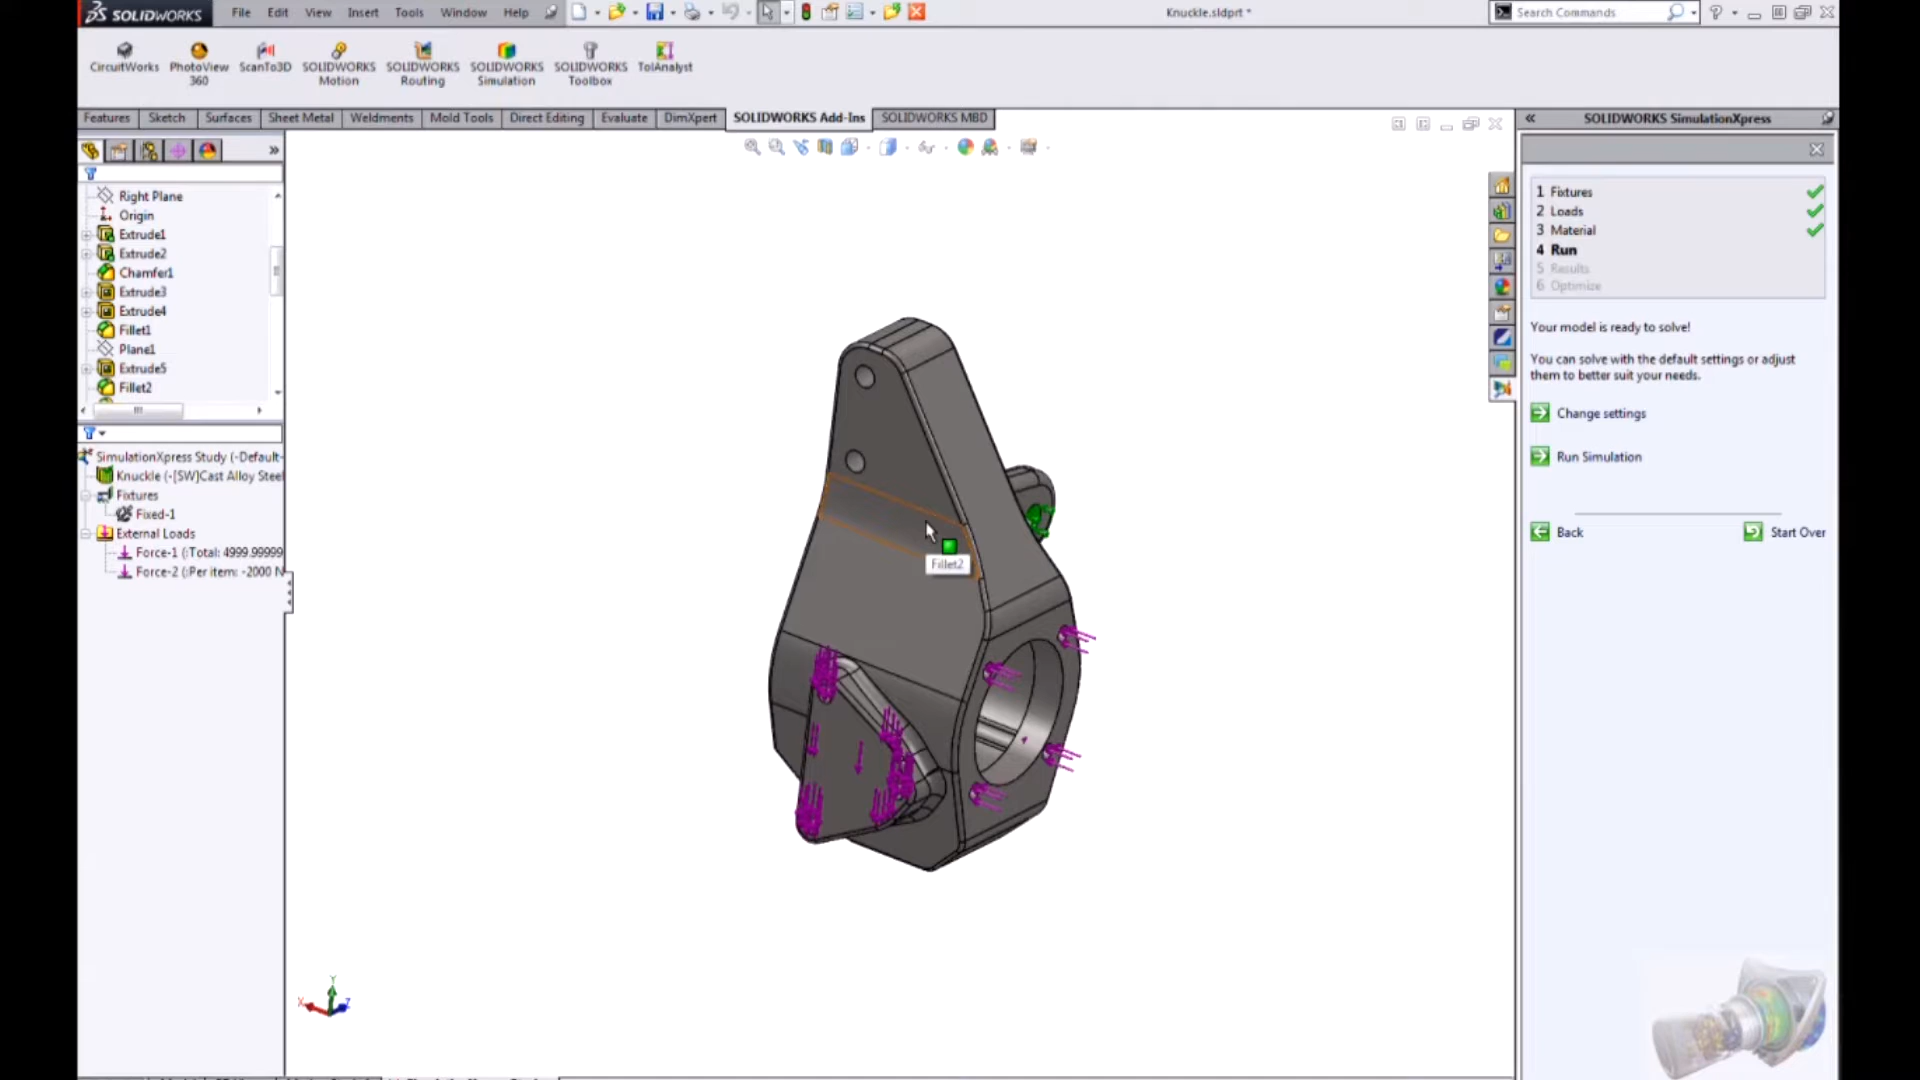 SOLIDWORKS File Edit View Insert Tools Window Help Knuckle.sldprt * Search Commands
CircuitWorks PhotoView 360 ScanTo3D SOLIDWORKS Motion SOLIDWORKS Routing SOLIDWORKS Simulation SOLIDWORKS Toolbox TolAnalyst
Features Sketch Surfaces Sheet Metal Weldments Mold Tools Direct Editing Evaluate DimXpert SOLIDWORKS Add-Ins SOLIDWORKS MBD
SOLIDWORKS SimulationXpress
Right Plane
Origin
Extrude1
Extrude2
Chamfer1
Extrude3
Extrude4
Fillet1
Plane1
Extrude5
Fillet2
SimulationXpress Study (-Default-
Knuckle (-[SW]Cast Alloy Steel
Fixtures
Fixed-1
External Loads
Force-1 (:Total: 4999.99999
Force-2 (:Per item: -2000 N
Fillet2
X Y Z
1 Fixtures
2 Loads
3 Material
4 Run
5 Results
6 Optimize
Your model is ready to solve!
You can solve with the default settings or adjust
them to better suit your needs.
Change settings
Run Simulation
Back Start Over